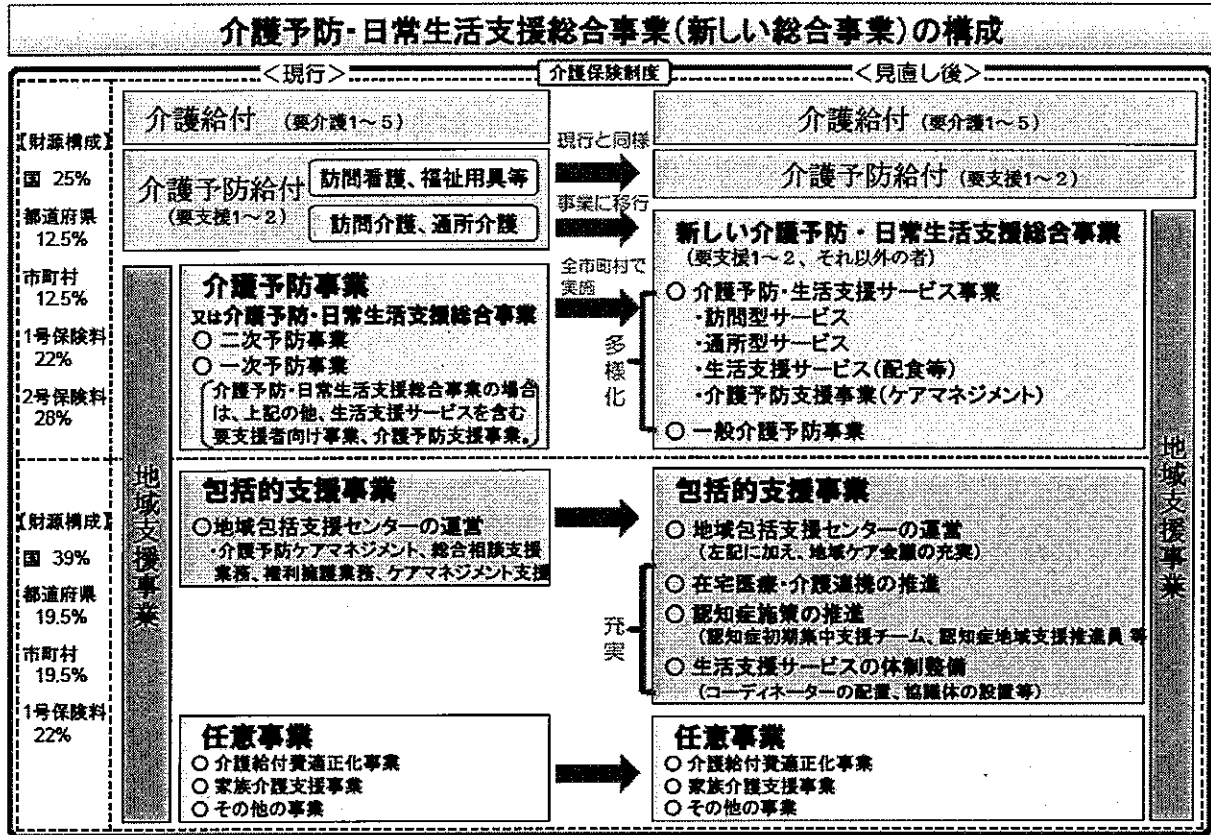 介護予防・日常生活支援総合事業(新しい総合事業)の構成
<現行>
介護保険制度
<見直し後>
【財源構成】
国 25%
都道府県
12.5%
市町村
12.5%
1号保険料
22%
2号保険料
28%
【財源構成】
国 39%
都道府県
19.5%
市町村
19.5%
1号保険料
22%
地域支援事業
介護給付 (要介護1~5)
介護予防給付
(要支援1~2)
訪問看護、福祉用具等
訪問介護、通所介護
介護予防事業
又は介護予防・日常生活支援総合事業
○ 二次予防事業
○ 一次予防事業
介護予防・日常生活支援総合事業の場合
は、上記の他、生活支援サービスを含む
要支援者向け事業、介護予防支援事業。
包括的支援事業
○地域包括支援センターの運営
・介護予防ケアマネジメント、総合相談支援
業務、権利擁護業務、ケアマネジメント支援
任意事業
○ 介護給付費適正化事業
○ 家族介護支援事業
○ その他の事業
現行と同様
事業に移行
全市町村で
実施
多様化
充実
介護給付 (要介護1~5)
介護予防給付 (要支援1~2)
新しい介護予防・日常生活支援総合事業
(要支援1~2、それ以外の者)
○ 介護予防・生活支援サービス事業
・訪問型サービス
・通所型サービス
・生活支援サービス(配食等)
・介護予防支援事業(ケアマネジメント)
○ 一般介護予防事業
包括的支援事業
○ 地域包括支援センターの運営
(左記に加え、地域ケア会議の充実)
○ 在宅医療・介護連携の推進
○ 認知症施策の推進
(認知症初期集中支援チーム、認知症地域支援推進員 等
○ 生活支援サービスの体制整備
(コーディネーターの配置、協議体の設置等)
任意事業
○ 介護給付費適正化事業
○ 家族介護支援事業
○ その他の事業
地域支援事業